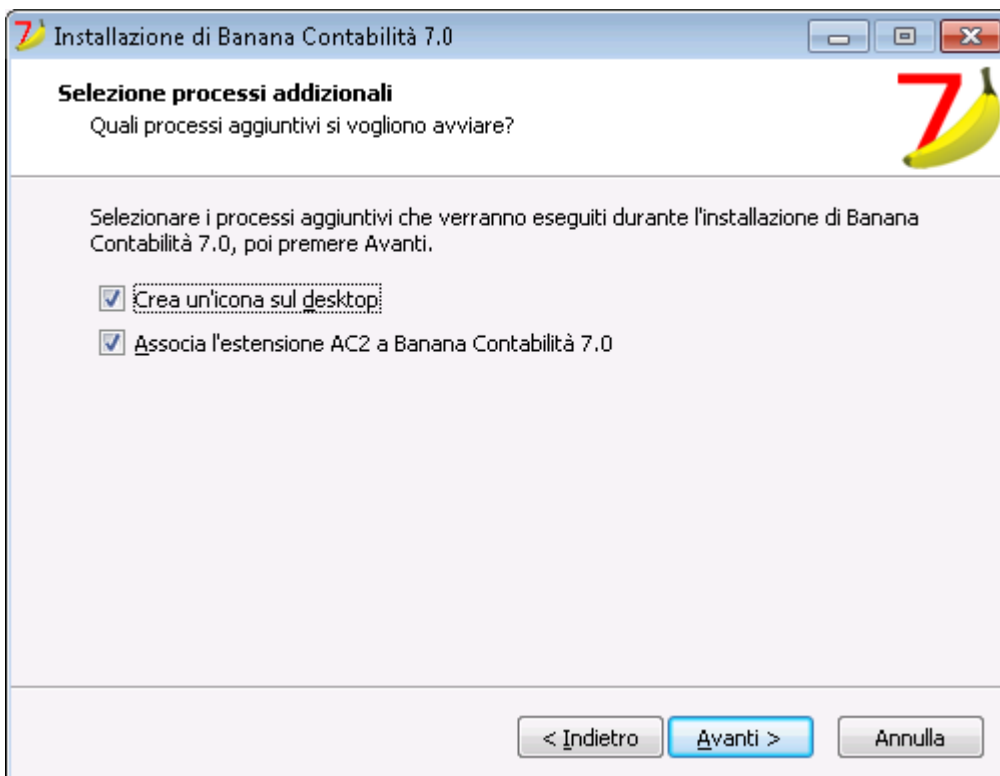 Installazione di Banana Contabilità 7.0
Selezione processi addizionali
Quali processi aggiuntivi si vogliono avviare?
7
Selezionare i processi aggiuntivi che verranno eseguiti durante l'installazione di Banana
Contabilità 7.0, poi premere Avanti.
Crea un'icona sul desktop
Associa l'estensione AC2 a Banana Contabilità 7.0
< Indietro
Avanti >
Annulla